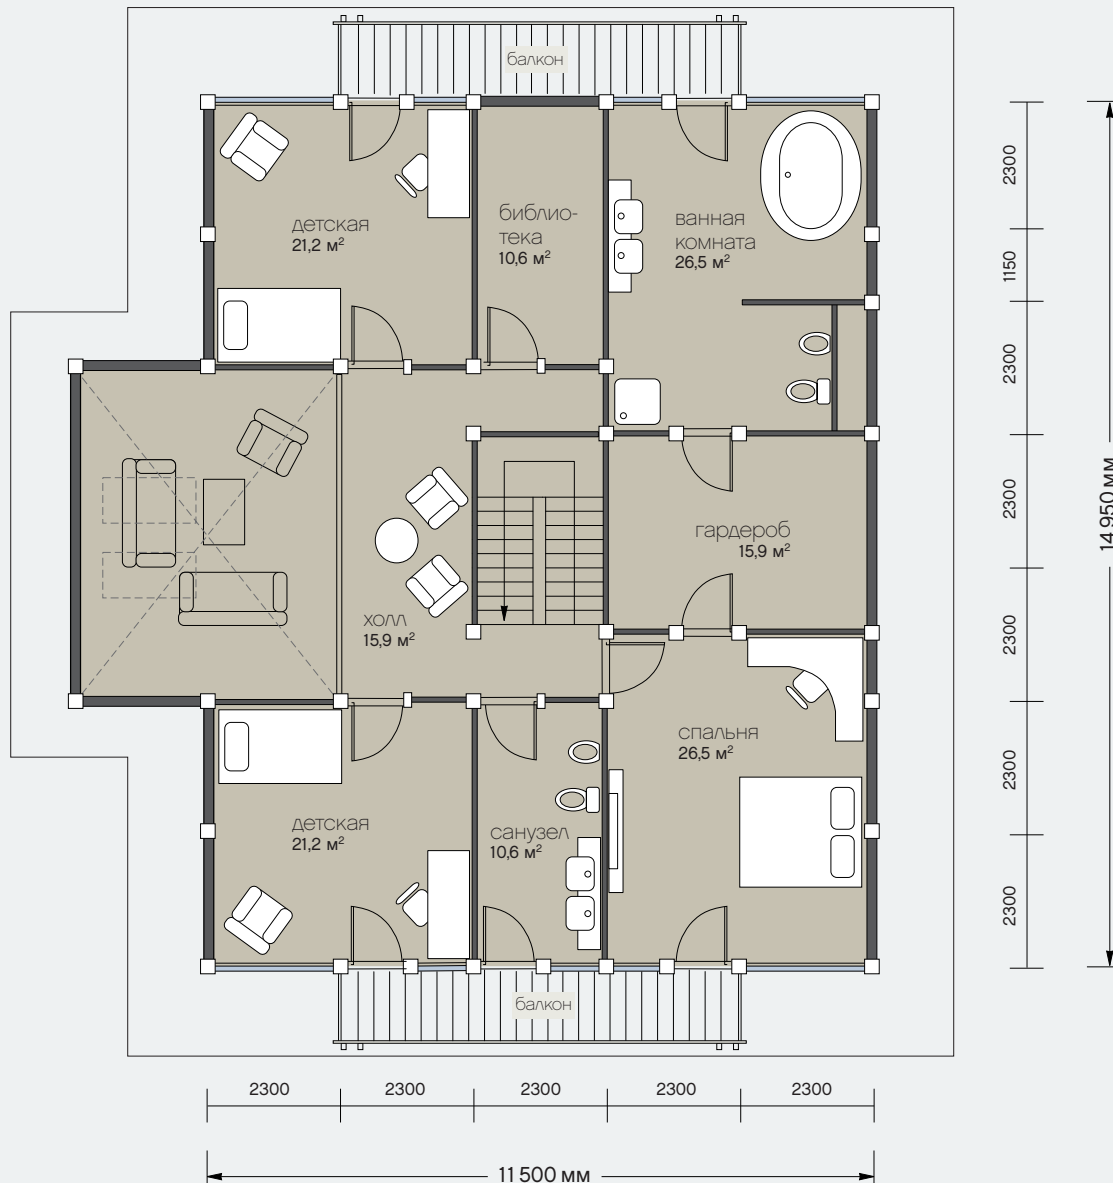 балкон
детская
21,2 м²
библио-
тека
10,6 м²
ванная
комната
26,5 м²
гардероб
15,9 м²
холл
15,9 м²
спальня
26,5 м²
детская
21,2 м²
санузел
10,6 м²
балкон
2300
1150
2300
2300
2300
2300
2300
14 950 мм
2300
2300
2300
2300
2300
11 500 мм